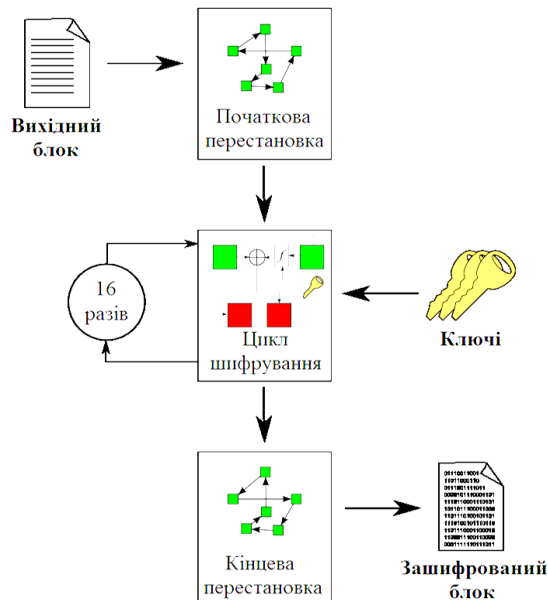 Вихідний
блок
Початкова
перестановка
16
разів
f
Цикл
шифрування
Ключі
Кінцева
перестановка
Зашифрований
блок